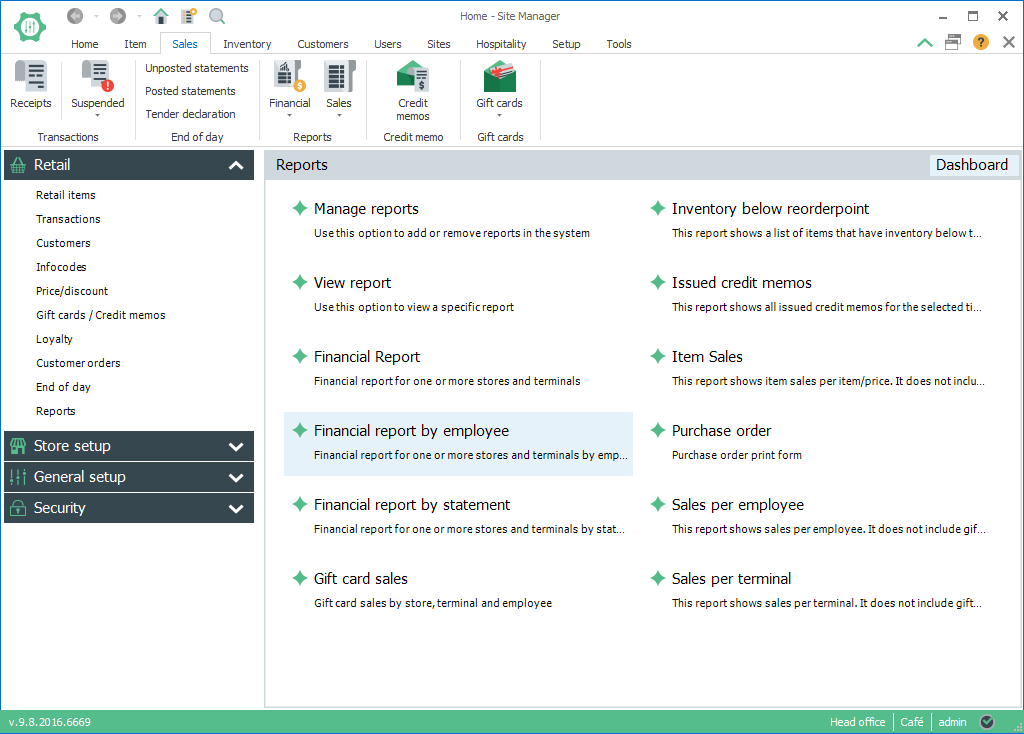 Home - Site Manager
Home Item Sales Inventory Customers Users Sites Hospitality Setup Tools
Receipts
Suspended
Transactions
Unposted statements
Posted statements
Tender declaration
End of day
Financial
Sales
Reports
Credit
memos
Credit memo
Gift cards
Gift cards
Retail
Retail items
Transactions
Customers
Infocodes
Price/discount
Gift cards / Credit memos
Loyalty
Customer orders
End of day
Reports
Store setup
General setup
Security
Reports
Dashboard
Manage reports
Use this option to add or remove reports in the system
View report
Use this option to view a specific report
Financial Report
Financial report for one or more stores and terminals
Financial report by employee
Financial report for one or more stores and terminals by emp...
Financial report by statement
Financial report for one or more stores and terminals by stat...
Gift card sales
Gift card sales by store, terminal and employee
Inventory below reorderpoint
This report shows a list of items that have inventory below t...
Issued credit memos
This report shows all issued credit memos for the selected ti...
Item Sales
This report shows item sales per item/price. It does not inclu...
Purchase order
Purchase order print form
Sales per employee
This report shows sales per employee. It does not include gif...
Sales per terminal
This report shows sales per terminal. It does not include gift...
v.9.8.2016.6669
Head office Café admin